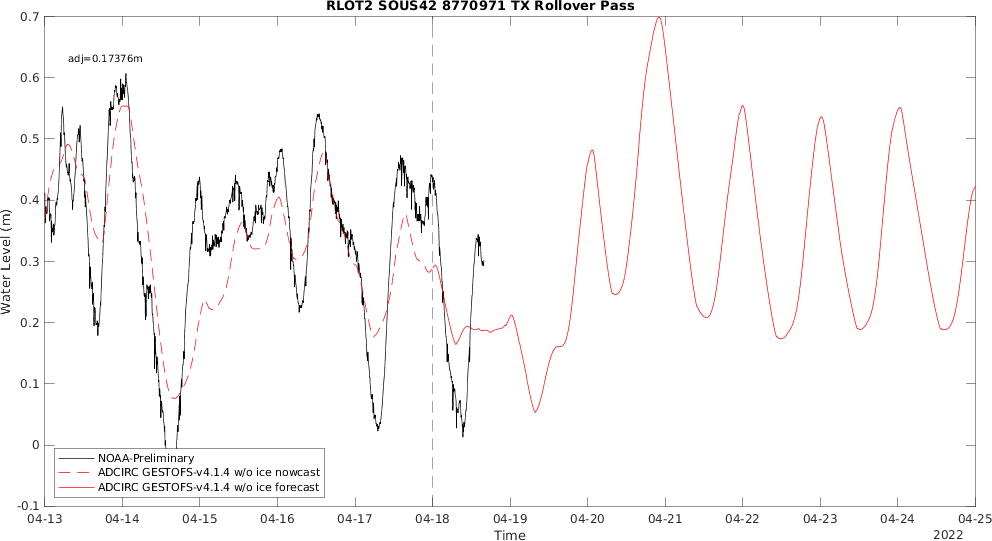 RLOT2 SOUS42 8770971 TX Rollover Pass
adj=0.17376m
Water Level (m)
0.7
0.6
0.5
0.4
0.3
0.2
0.1
0
-0.1
NOAA-Preliminary
ADCIRC GESTOFS-v4.1.4 w/o ice nowcast
ADCIRC GESTOFS-v4.1.4 w/o ice forecast
04-13 04-14 04-15 04-16 04-17 04-18 04-19 04-20 04-21 04-22 04-23 04-24 04-25
Time
2022